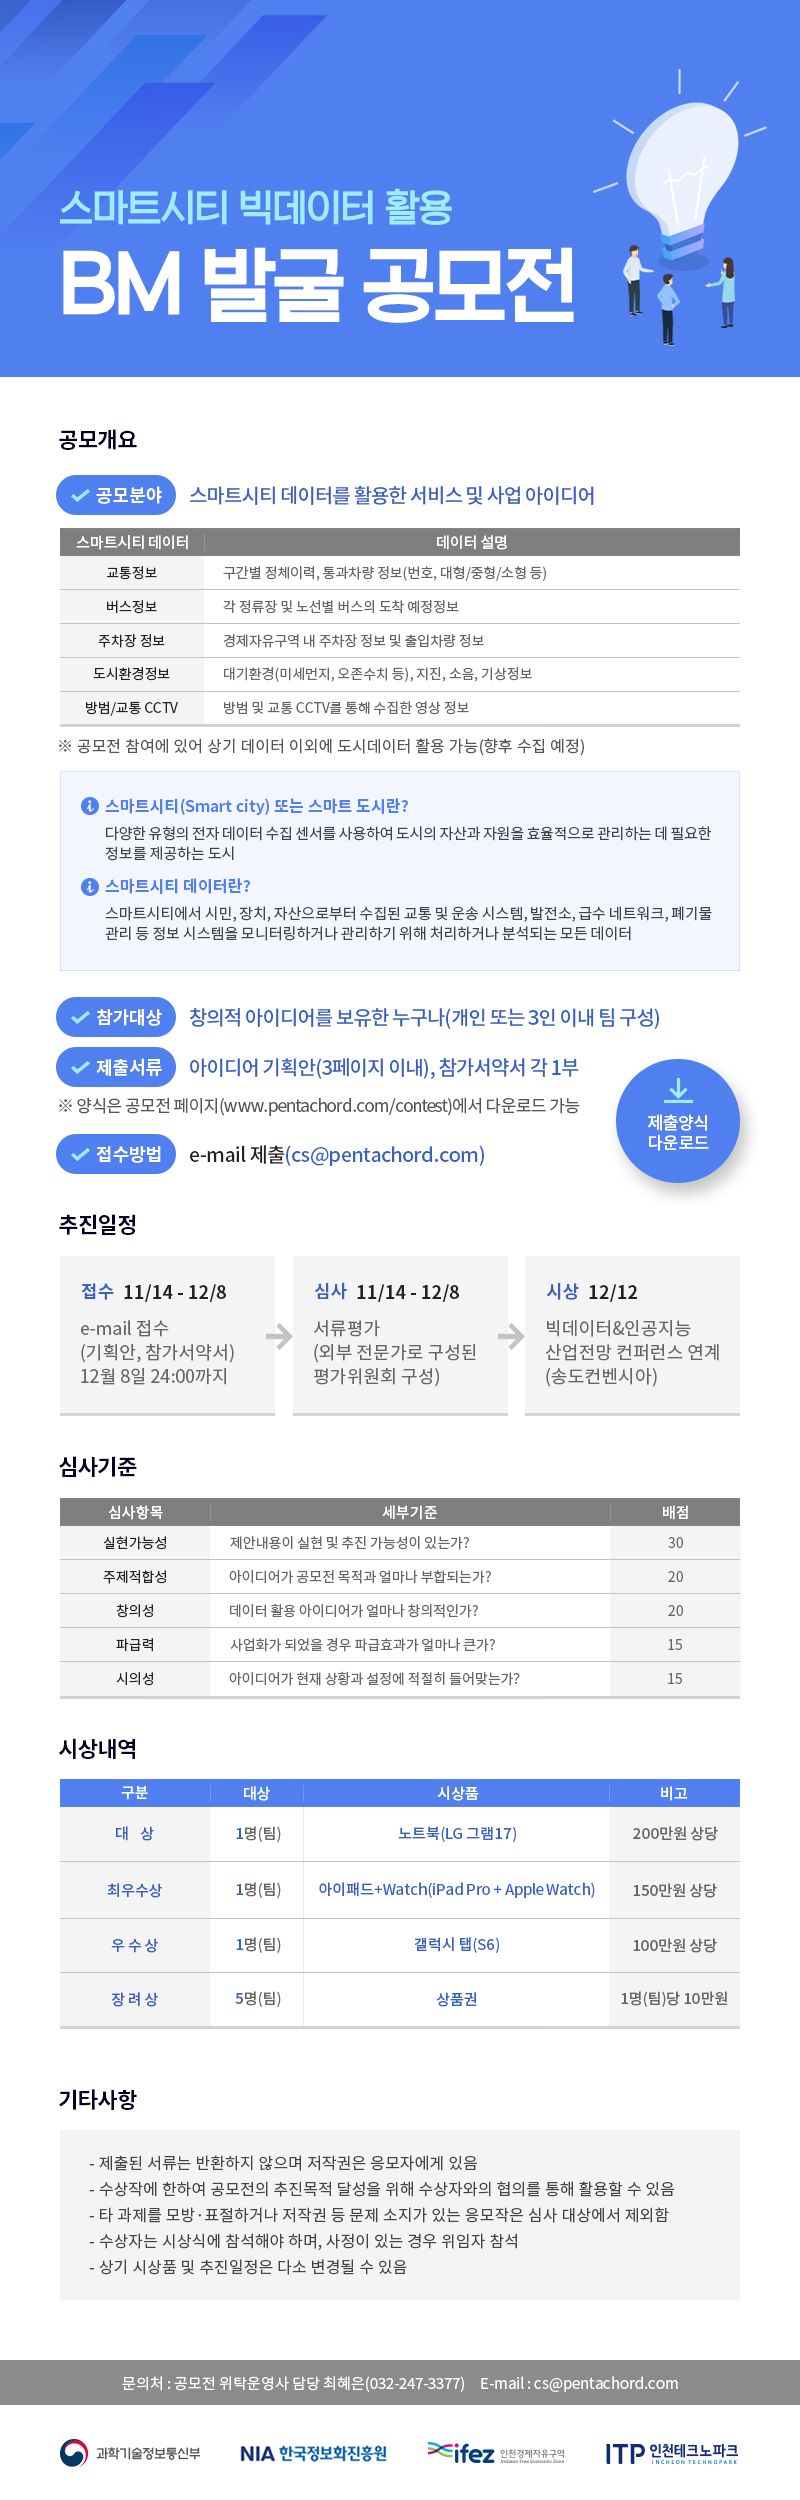 스마트시티 빅데이터 활용
BM 발굴 공모전
공모개요
공모분야 스마트시티 데이터를 활용한 서비스 및 사업 아이디어
스마트시티 데이터 데이터 설명
교통정보 구간별 정체이력, 통과차량 정보(번호, 대형/중형/소형 등)
버스정보 각 정류장 및 노선별 버스의 도착 예정정보
주차장 정보 경제자유구역 내 주차장 정보 및 출입차량 정보
도시환경정보 대기환경(미세먼지, 오존수치 등), 지진, 소음, 기상정보
방범/교통 CCTV 방범 및 교통 CCTV를 통해 수집한 영상 정보
※ 공모전 참여에 있어 상기 데이터 이외에 도시데이터 활용 가능(향후 수집 예정)
스마트시티(Smart city) 또는 스마트 도시란?
다양한 유형의 전자 데이터 수집 센서를 사용하여 도시의 자산과 자원을 효율적으로 관리하는 데 필요한
정보를 제공하는 도시
스마트시티 데이터란?
스마트시티에서 시민, 장치, 자산으로부터 수집된 교통 및 운송 시스템, 발전소, 급수 네트워크, 폐기물
관리 등 정보 시스템을 모니터링하거나 관리하기 위해 처리하거나 분석되는 모든 데이터
참가대상 창의적 아이디어를 보유한 누구나(개인 또는 3인 이내 팀 구성)
제출서류 아이디어 기획안(3페이지 이내), 참가서약서 각 1부
※ 양식은 공모전 페이지(www.pentachord.com/contest)에서 다운로드 가능
제출양식
다운로드
접수방법 e-mail 제출(cs@pentachord.com)
추진일정
접수 11/14 - 12/8
e-mail 접수
(기획안, 참가서약서)
12월 8일 24:00까지
심사 11/14 - 12/8
서류평가
(외부 전문가로 구성된
평가위원회 구성)
시상 12/12
빅데이터&인공지능
산업전망 컨퍼런스 연계
(송도컨벤시아)
심사기준
심사항목 세부기준 배점
실현가능성 제안내용이 실현 및 추진 가능성이 있는가? 30
주제적합성 아이디어가 공모전 목적과 얼마나 부합되는가? 20
창의성 데이터 활용 아이디어가 얼마나 창의적인가? 20
파급력 사업화가 되었을 경우 파급효과가 얼마나 큰가? 15
시의성 아이디어가 현재 상황과 설정에 적절히 들어맞는가? 15
시상내역
구분 대상 시상품 비고
대 상 1명(팀) 노트북(LG 그램17) 200만원 상당
최우수상 1명(팀) 아이패드+Watch(iPad Pro + Apple Watch) 150만원 상당
우 수 상 1명(팀) 갤럭시 탭(S6) 100만원 상당
장 려 상 5명(팀) 상품권 1명(팀)당 10만원
기타사항
- 제출된 서류는 반환하지 않으며 저작권은 응모자에게 있음
- 수상작에 한하여 공모전의 추진목적 달성을 위해 수상자와의 협의를 통해 활용할 수 있음
- 타 과제를 모방·표절하거나 저작권 등 문제 소지가 있는 응모작은 심사 대상에서 제외함
- 수상자는 시상식에 참석해야 하며, 사정이 있는 경우 위임자 참석
- 상기 시상품 및 추진일정은 다소 변경될 수 있음
문의처 : 공모전 위탁운영사 담당 최혜은(032-247-3377) E-mail : cs@pentachord.com
과학기술정보통신부
NIA 한국정보화진흥원
ifez 인천경제자유구역
Incheon Free Economic Zone
ITP 인천테크노파크
INCHEON TECHNOPARK